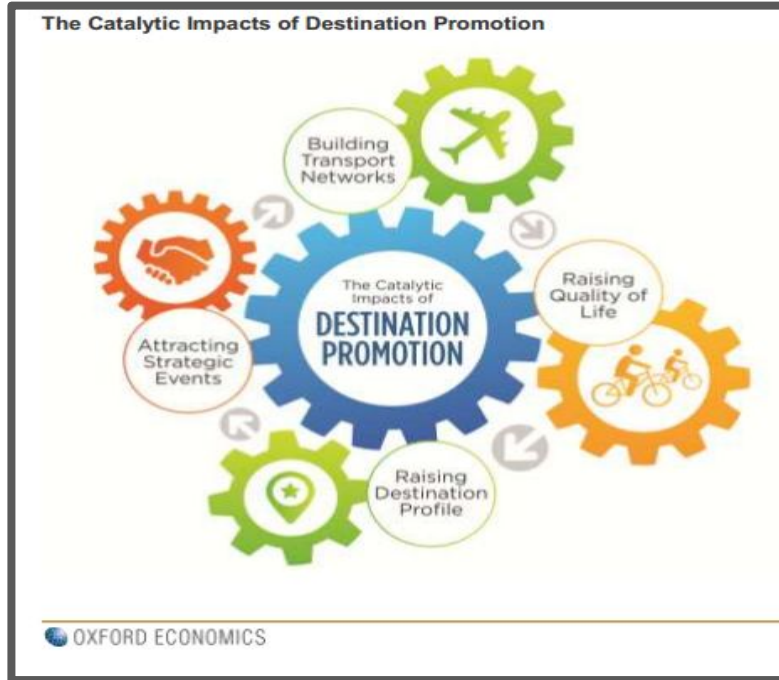 The Catalytic Impacts of Destination Promotion
Building
Transport
Networks
Raising
Quality of
Life
The Catalytic
Impacts of
DESTINATION
PROMOTION
Attracting
Strategic
Events
Raising
Destination
Profile
OXFORD ECONOMICS